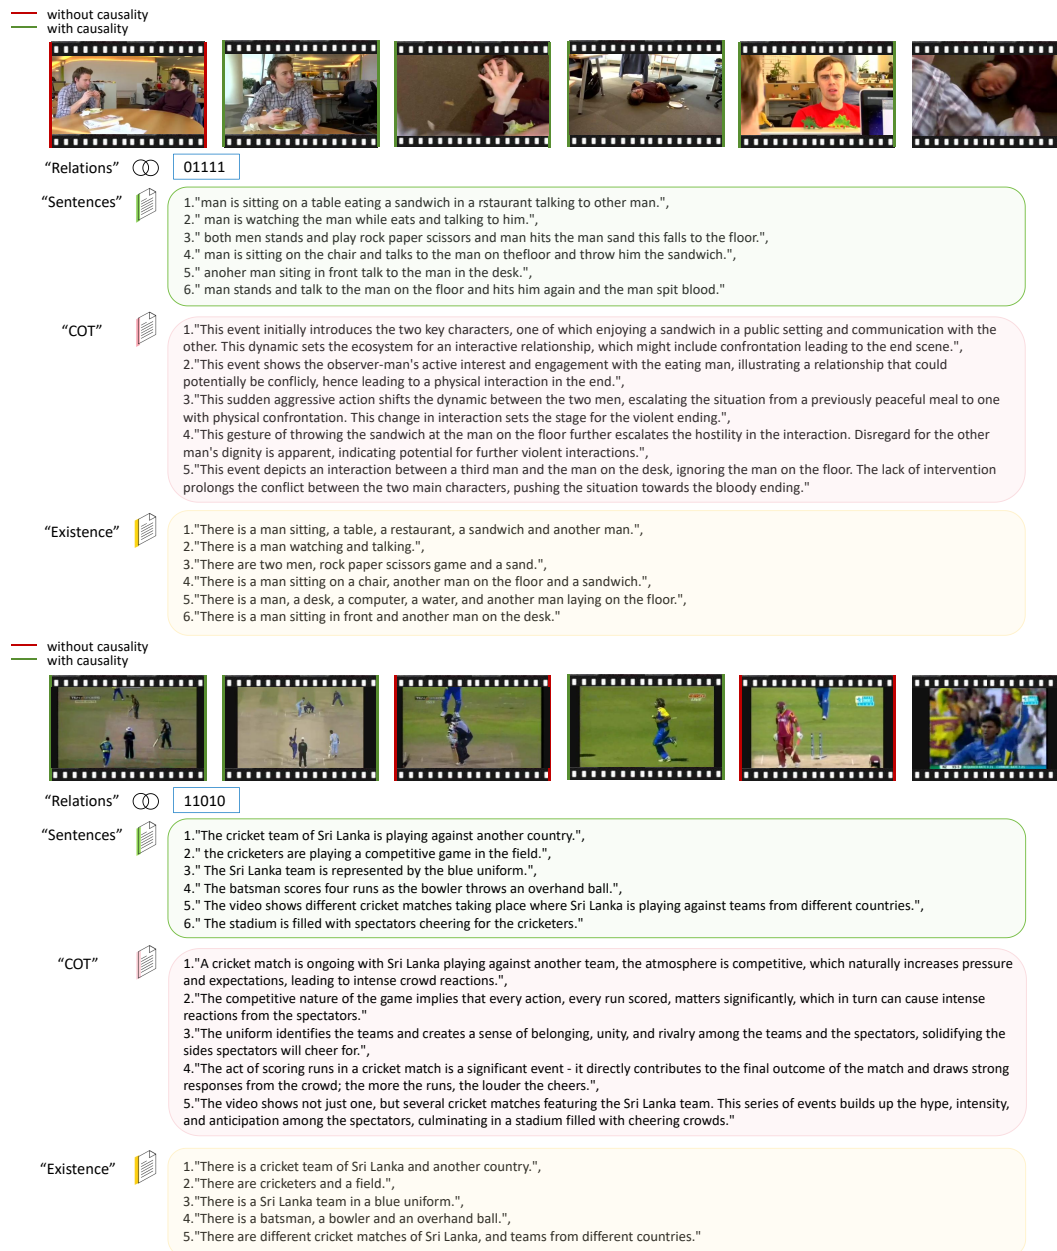 without causality
with causality
“Relations”
01111
“Sentences”
1."man is sitting on a table eating a sandwich in a rstaurant talking to other man.",
2." man is watching the man while eats and talking to him.",
3." both men stands and play rock paper scissors and man hits the man sand this falls to the floor.",
4." man is sitting on the chair and talks to the man on thefloor and throw him the sandwich.",
5." anoher man siting in front talk to the man in the desk.",
6." man stands and talk to the man on the floor and hits him again and the man spit blood."
“COT”
1."This event initially introduces the two key characters, one of which enjoying a sandwich in a public setting and communication with the
other. This dynamic sets the ecosystem for an interactive relationship, which might include confrontation leading to the end scene.",
2."This event shows the observer-man's active interest and engagement with the eating man, illustrating a relationship that could
potentially be conflicly, hence leading to a physical interaction in the end.",
3."This sudden aggressive action shifts the dynamic between the two men, escalating the situation from a previously peaceful meal to one
with physical confrontation. This change in interaction sets the stage for the violent ending.",
4."This gesture of throwing the sandwich at the man on the floor further escalates the hostility in the interaction. Disregard for the other
man's dignity is apparent, indicating potential for further violent interactions.",
5."This event depicts an interaction between a third man and the man on the desk, ignoring the man on the floor. The lack of intervention
prolongs the conflict between the two main characters, pushing the situation towards the bloody ending."
“Existence”
1."There is a man sitting, a table, a restaurant, a sandwich and another man.",
2."There is a man watching and talking.",
3."There are two men, rock paper scissors game and a sand.",
4."There is a man sitting on a chair, another man on the floor and a sandwich.",
5."There is a man, a desk, a computer, a water, and another man laying on the floor.",
6."There is a man sitting in front and another man on the desk."
without causality
with causality
“Relations”
11010
“Sentences”
1."The cricket team of Sri Lanka is playing against another country.",
2." the cricketers are playing a competitive game in the field.",
3." The Sri Lanka team is represented by the blue uniform.",
4." The batsman scores four runs as the bowler throws an overhand ball.",
5." The video shows different cricket matches taking place where Sri Lanka is playing against teams from different countries.",
6." The stadium is filled with spectators cheering for the cricketers."
“COT”
1."A cricket match is ongoing with Sri Lanka playing against another team, the atmosphere is competitive, which naturally increases pressure
and expectations, leading to intense crowd reactions.",
2."The competitive nature of the game implies that every action, every run scored, matters significantly, which in turn can cause intense
reactions from the spectators."
3."The uniform identifies the teams and creates a sense of belonging, unity, and rivalry among the teams and the spectators, solidifying the
sides spectators will cheer for.",
4."The act of scoring runs in a cricket match is a significant event - it directly contributes to the final outcome of the match and draws strong
responses from the crowd; the more the runs, the louder the cheers.",
5."The video shows not just one, but several cricket matches featuring the Sri Lanka team. This series of events builds up the hype, intensity,
and anticipation among the spectators, culminating in a stadium filled with cheering crowds."
“Existence”
1."There is a cricket team of Sri Lanka and another country.",
2."There are cricketers and a field.",
3."There is a Sri Lanka team in a blue uniform.",
4."There is a batsman, a bowler and an overhand ball.",
5."There are different cricket matches of Sri Lanka, and teams from different countries."